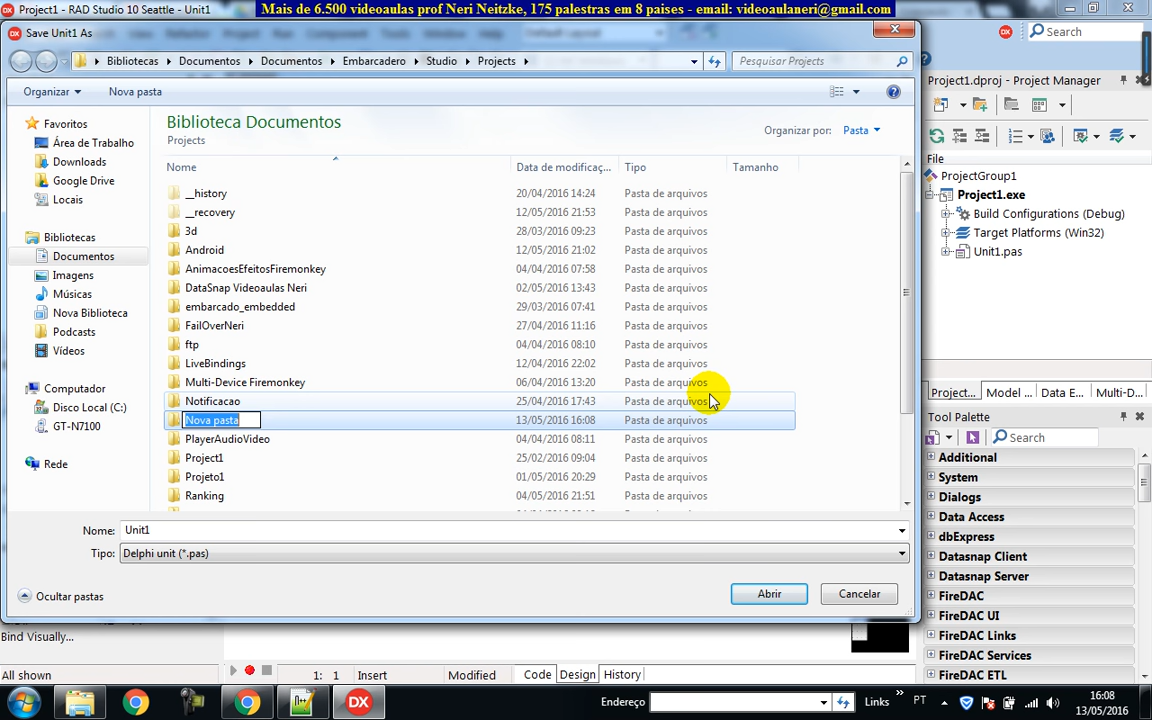 Project1 - RAD Studio 10 Seattle - Unit1
Mais de 6.500 videoaulas prof Neri Neitzke, 175 palestras em 8 paises - email: videoaulaneri@gmail.com
Save Unit1 As
Search
Bibliotecas Documentos Documentos Embarcadero Studio Projects
Pesquisar Projects
Project1.dproj - Project Manager
Organizar
Nova pasta
Favoritos
Área de Trabalho
Downloads
Google Drive
Locais
Bibliotecas
Documentos
Imagens
Músicas
Nova Biblioteca
Podcasts
Vídeos
Computador
Disco Local (C:)
GT-N7100
Rede
Biblioteca Documentos
Projects
Organizar por: Pasta
Nome Data de modificaç... Tipo Tamanho
__history 20/04/2016 14:24 Pasta de arquivos
__recovery 12/05/2016 21:53 Pasta de arquivos
3d 28/03/2016 09:23 Pasta de arquivos
Android 12/05/2016 21:02 Pasta de arquivos
AnimacoesEfeitosFiremonkey 04/04/2016 07:58 Pasta de arquivos
DataSnap Videoaulas Neri 02/05/2016 13:43 Pasta de arquivos
embarcado_embedded 29/03/2016 07:41 Pasta de arquivos
FailOverNeri 27/04/2016 11:16 Pasta de arquivos
ftp 04/04/2016 08:10 Pasta de arquivos
LiveBindings 12/04/2016 22:02 Pasta de arquivos
Multi-Device Firemonkey 06/04/2016 13:20 Pasta de arquivos
Notificacao 25/04/2016 17:43 Pasta de arquivos
Nova pasta 13/05/2016 16:08 Pasta de arquivos
PlayerAudioVideo 04/04/2016 08:11 Pasta de arquivos
Project1 25/02/2016 09:04 Pasta de arquivos
Projeto1 01/05/2016 20:29 Pasta de arquivos
Ranking 04/05/2016 21:51 Pasta de arquivos
Nome: Unit1
Tipo: Delphi unit (*.pas)
Ocultar pastas
Abrir
Cancelar
File
ProjectGroup1
Project1.exe
Build Configurations (Debug)
Target Platforms (Win32)
Unit1.pas
Project... Model ... Data E... Multi-D...
Tool Palette
Search
Additional
System
Dialogs
Data Access
dbExpress
Datasnap Client
Datasnap Server
FireDAC
FireDAC UI
FireDAC Links
FireDAC Services
FireDAC ETL
Bind Visually...
All shown
1: 1 Insert Modified Code Design History
Endereço Links » PT
16:08
13/05/2016